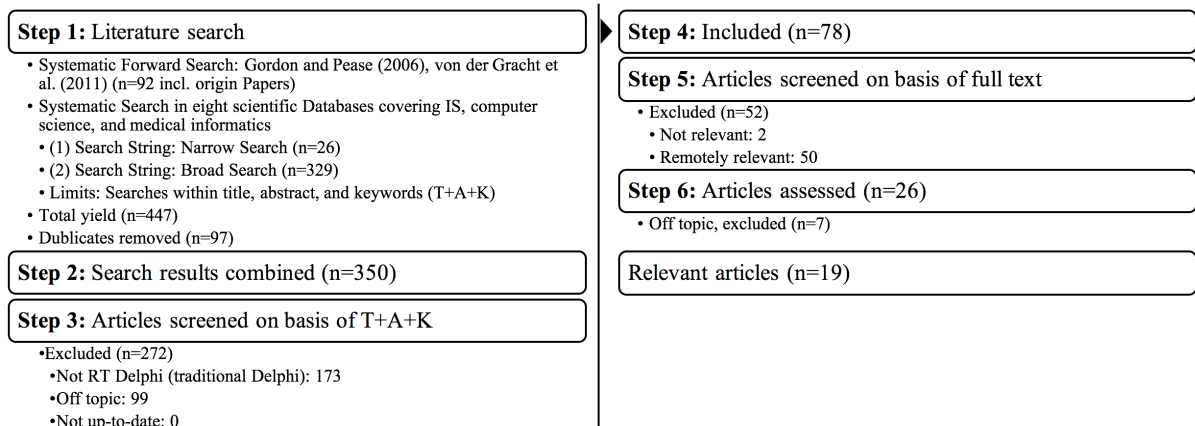 Step 1: Literature search
• Systematic Forward Search: Gordon and Pease (2006), von der Gracht et
al. (2011) (n=92 incl. origin Papers)
• Systematic Search in eight scientific Databases covering IS, computer
science, and medical informatics
• (1) Search String: Narrow Search (n=26)
• (2) Search String: Broad Search (n=329)
• Limits: Searches within title, abstract, and keywords (T+A+K)
• Total yield (n=447)
• Dublicates removed (n=97)
Step 2: Search results combined (n=350)
Step 3: Articles screened on basis of T+A+K
•Excluded (n=272)
•Not RT Delphi (traditional Delphi): 173
•Off topic: 99
•Not up-to-date: 0
Step 4: Included (n=78)
Step 5: Articles screened on basis of full text
• Excluded (n=52)
• Not relevant: 2
• Remotely relevant: 50
Step 6: Articles assessed (n=26)
• Off topic, excluded (n=7)
Relevant articles (n=19)